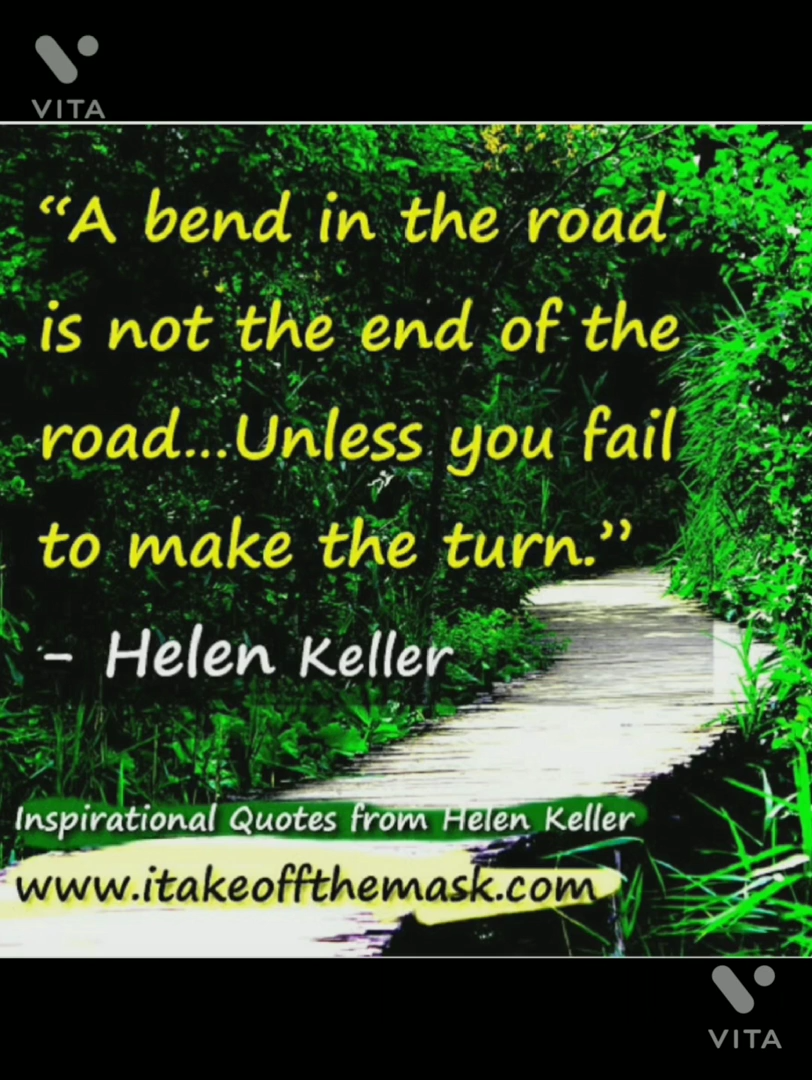 VITA
“A bend in the road
is not the end of the
road...Unless you fail
to make the turn.”
- Helen Keller
Inspirational Quotes from Helen Keller
www.itakeoffthemask.com
VITA